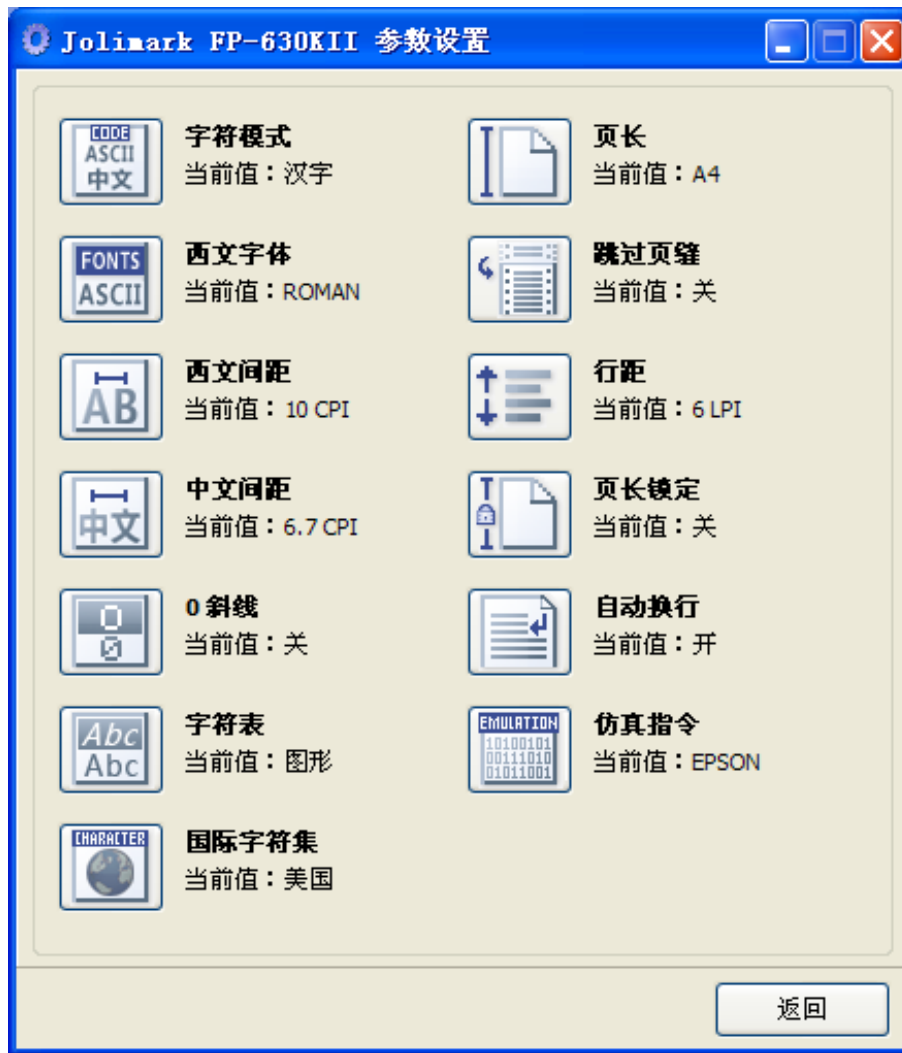 Jolimark FP-630KII 参数设置
CODE
ASCII
中文
字符模式
当前值：汉字
页长
当前值：A4
FONTS
ASCII
西文字体
当前值：ROMAN
跳过页缝
当前值：关
AB
西文间距
当前值：10 CPI
行距
当前值：6 LPI
中文
中文间距
当前值：6.7 CPI
页长锁定
当前值：关
0
0
0 斜线
当前值：关
自动换行
当前值：开
Abc
Abc
字符表
当前值：图形
EMULATION
10100101
00111010
01011001
仿真指令
当前值：EPSON
CHARACTER
国际字符集
当前值：美国
返回